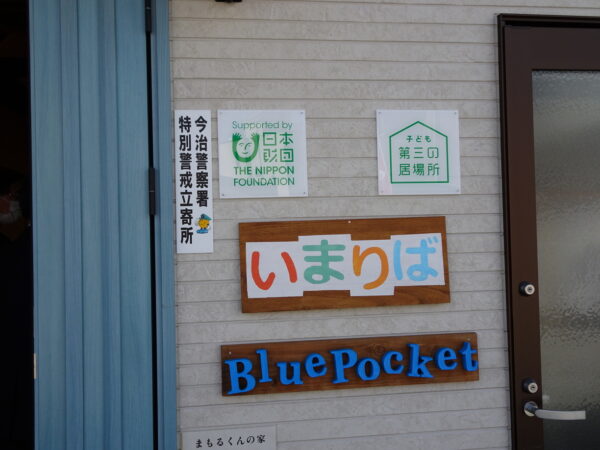 今治警察署
特別警戒立寄所
Supported by
日本
財団
THE NIPPON
FOUNDATION
子ども
第三の
居場所
いまりば
BluePocket
まもるくんの家